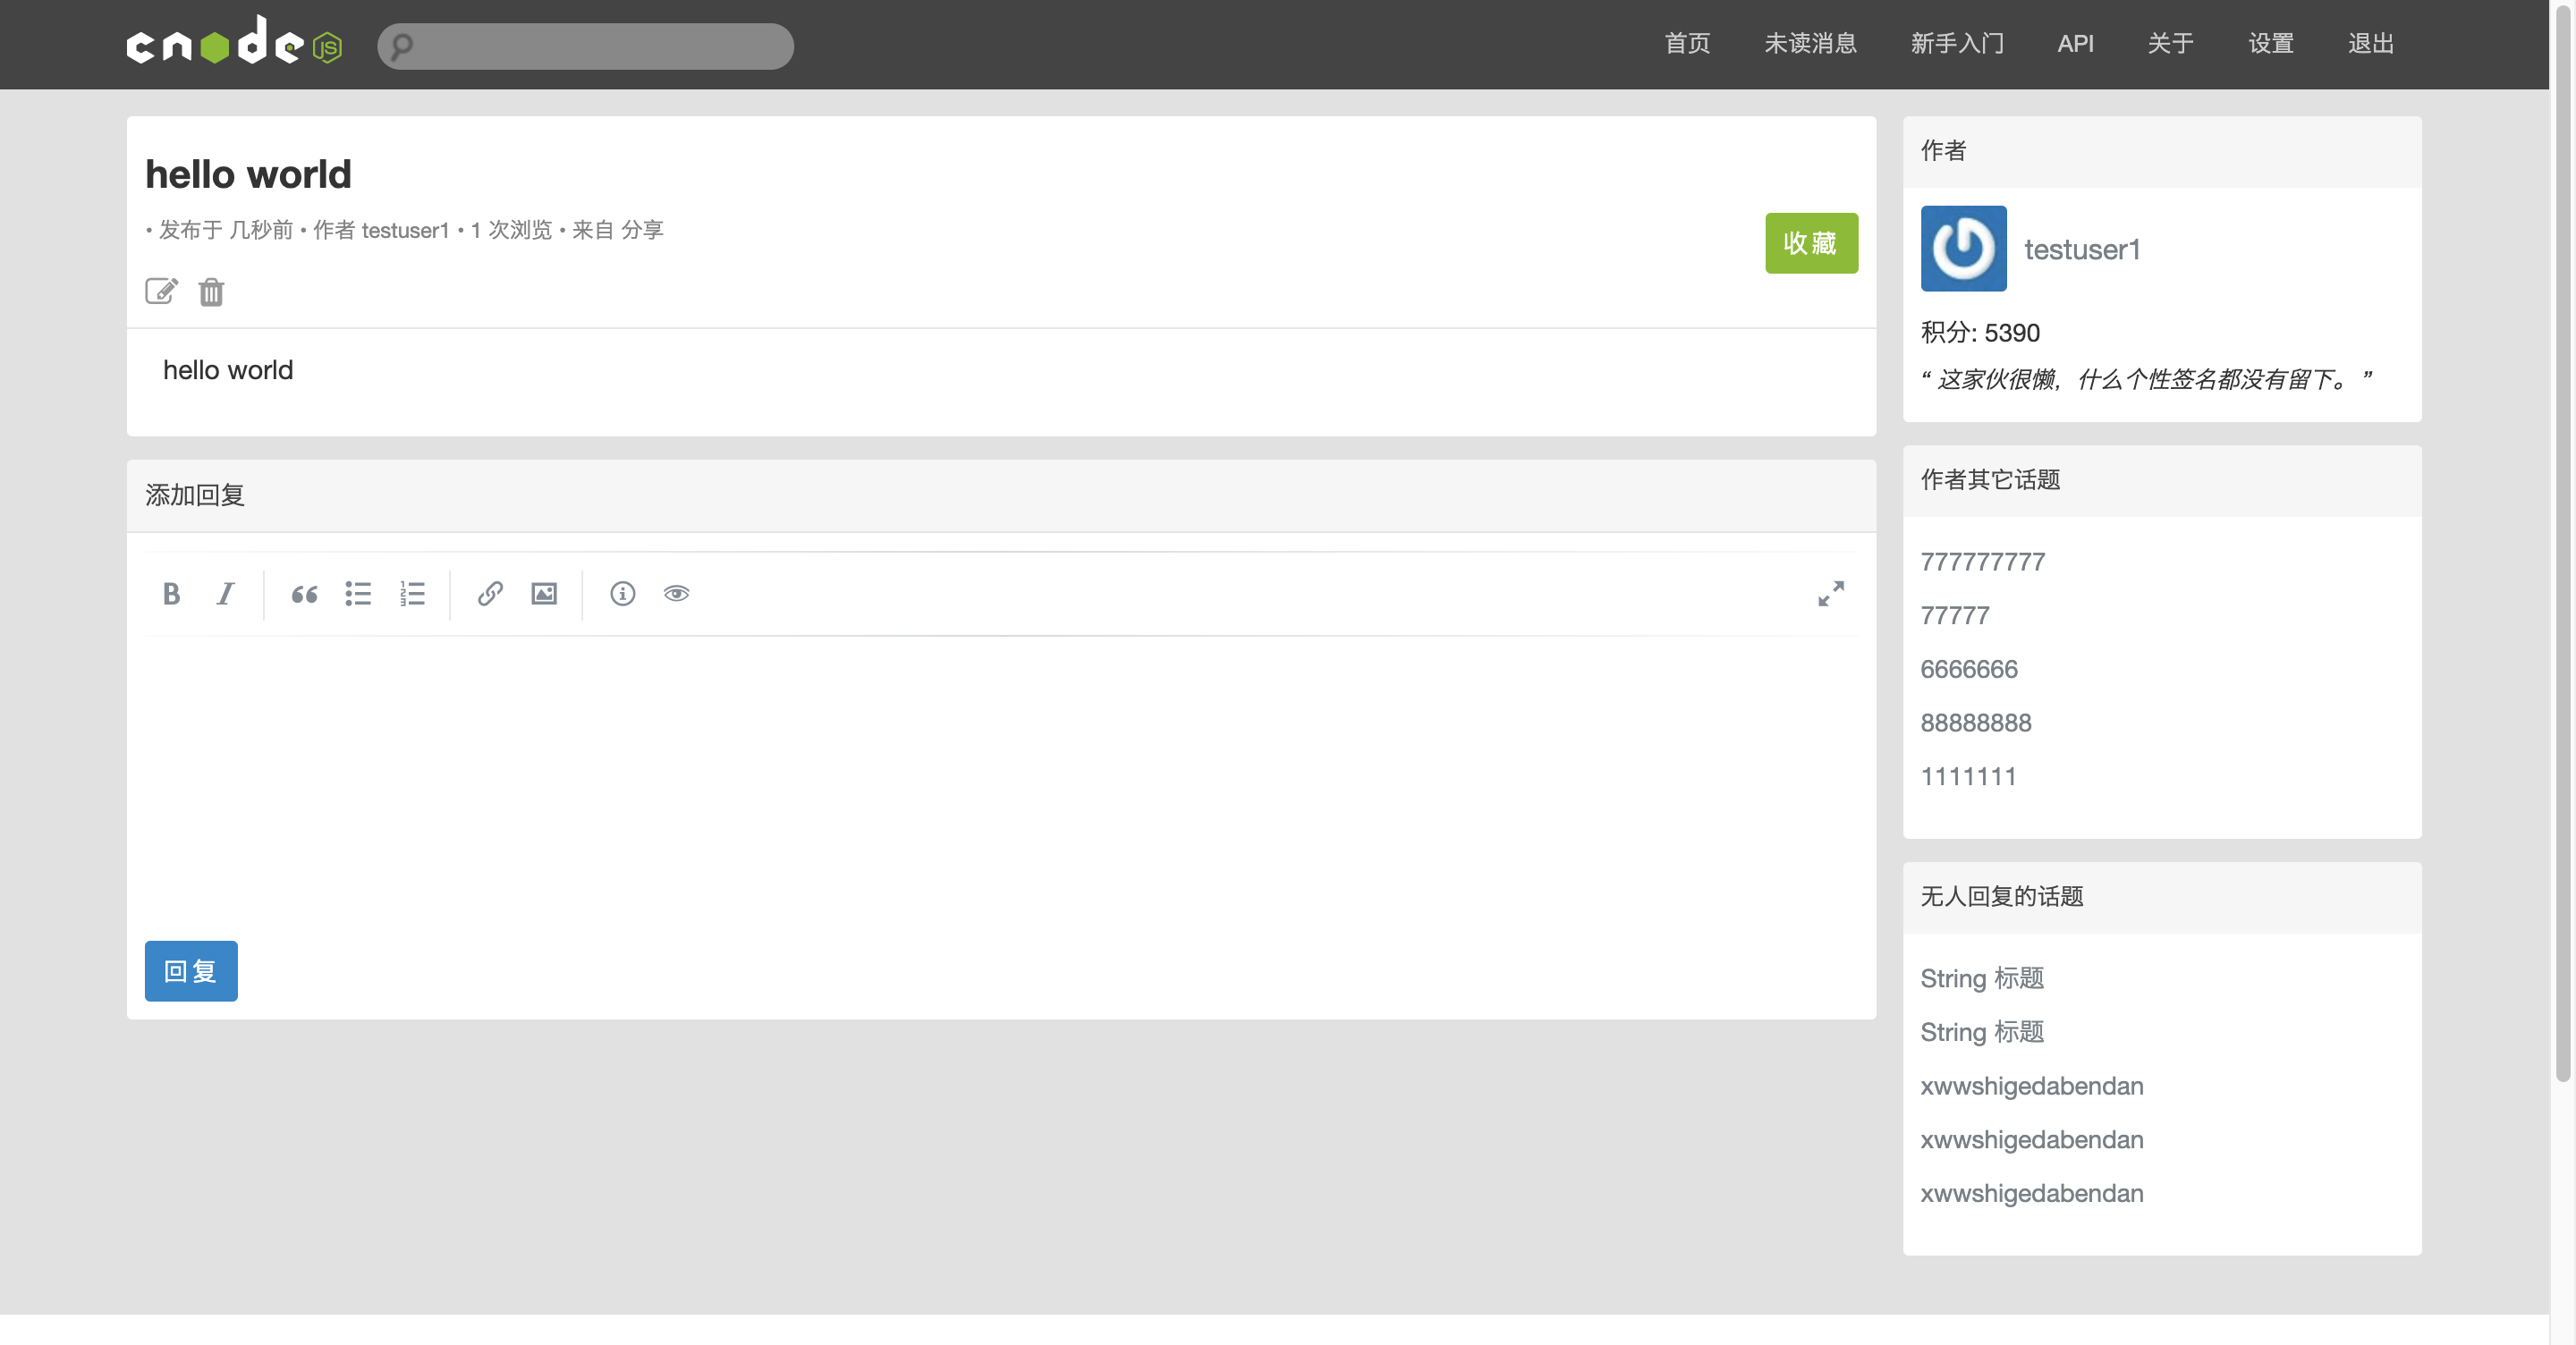 cnode JS
首页 未读消息 新手入门 API 关于 设置 退出
hello world
• 发布于 几秒前 • 作者 testuser1 • 1 次浏览 • 来自 分享
收藏
hello world
添加回复
回复
作者
testuser1
积分: 5390
“ 这家伙很懒，什么个性签名都没有留下。 ”
作者其它话题
777777777
77777
6666666
88888888
1111111
无人回复的话题
String 标题
String 标题
xwwshigedabendan
xwwshigedabendan
xwwshigedabendan